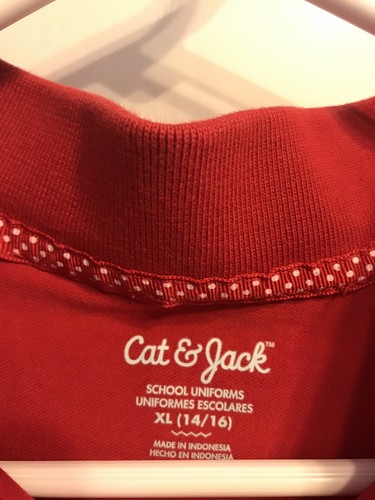 Cat & Jack™
SCHOOL UNIFORMS
UNIFORMES ESCOLARES
XL (14/16)
MADE IN INDONESIA
HECHO EN INDONESIA